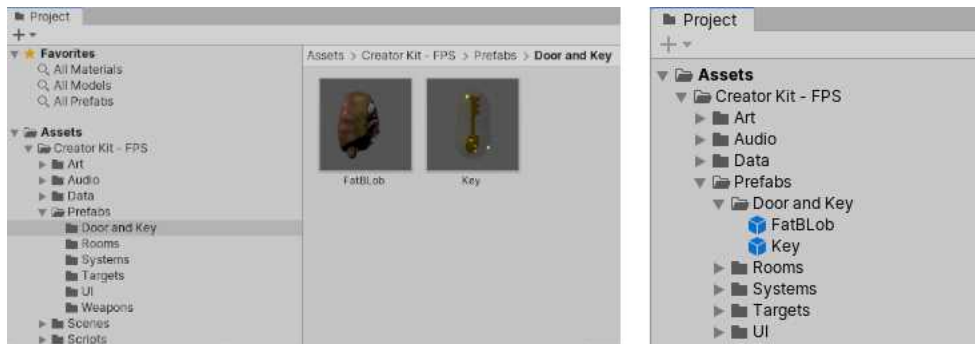 Project
Favorites
All Materials
All Models
All Prefabs
Assets
Creator Kit - FPS
Art
Audio
Data
Prefabs
Door and Key
Rooms
Systems
Targets
UI
Weapons
Scenes
Scripts
Assets > Creator Kit - FPS > Prefabs > Door and Key
FatBLob
Key
Project
Assets
Creator Kit - FPS
Art
Audio
Data
Prefabs
Door and Key
FatBLob
Key
Rooms
Systems
Targets
UI